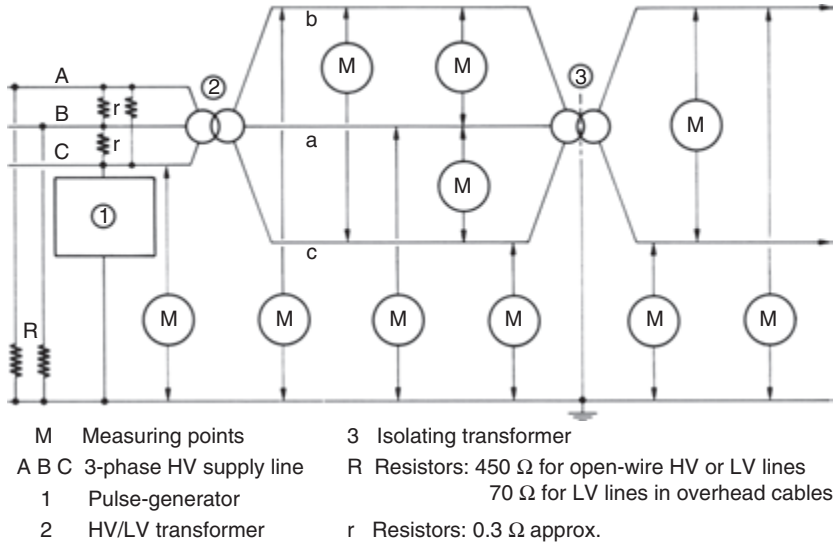 b
A
2
M
M
3
r
B
r
a
M
C
M
1
c
R
M
M
M
M
M
M
M Measuring points
3 Isolating transformer
A B C 3-phase HV supply line
R Resistors: 450 Ω for open-wire HV or LV lines
70 Ω for LV lines in overhead cables
1 Pulse-generator
2 HV/LV transformer
r Resistors: 0.3 Ω approx.